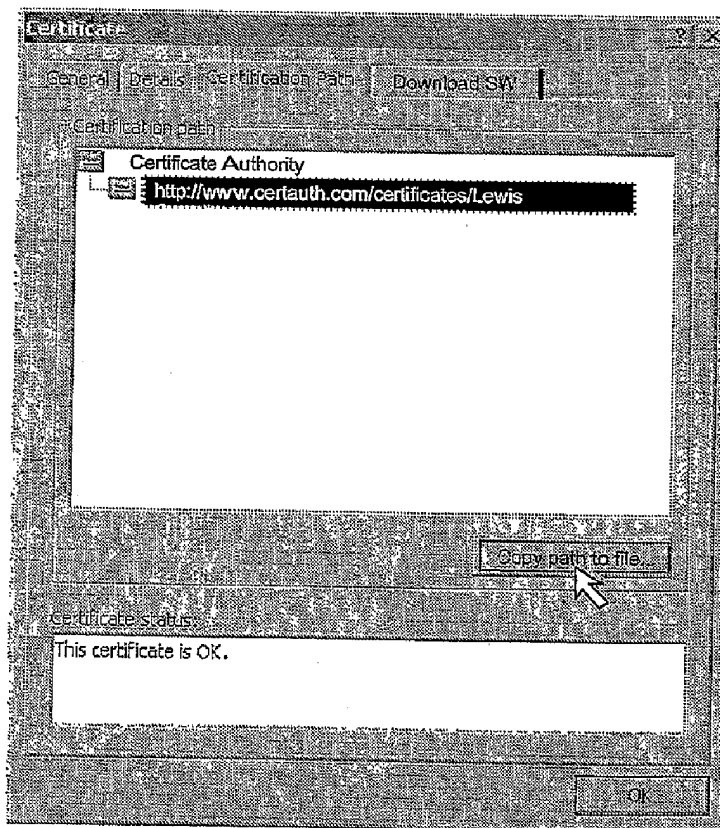 Certificate
? X
General | Details | Certification Path | Download SW
Certification path
Certifcate Authority
http://www.certauth.com/certificates/Lewis
Copy path to file...
Certificate status:
This certificate is OK.
OK